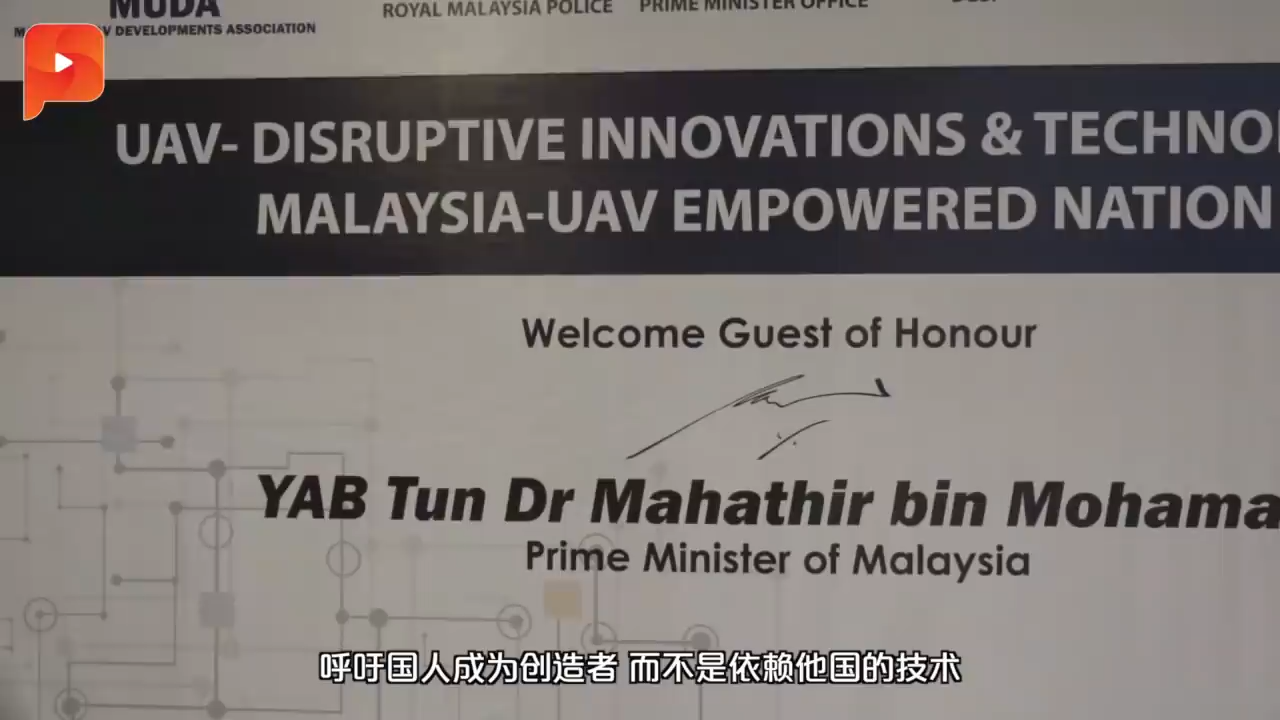 MUDA
ROYAL MALAYSIA POLICE PRIME MINISTER OFFICE
V DEVELOPMENTS ASSOCIATION
UAV- DISRUPTIVE INNOVATIONS & TECHNOL
MALAYSIA-UAV EMPOWERED NATION
Welcome Guest of Honour
YAB Tun Dr Mahathir bin Mohama
Prime Minister of Malaysia
呼吁国人成为创造者 而不是依赖他国的技术